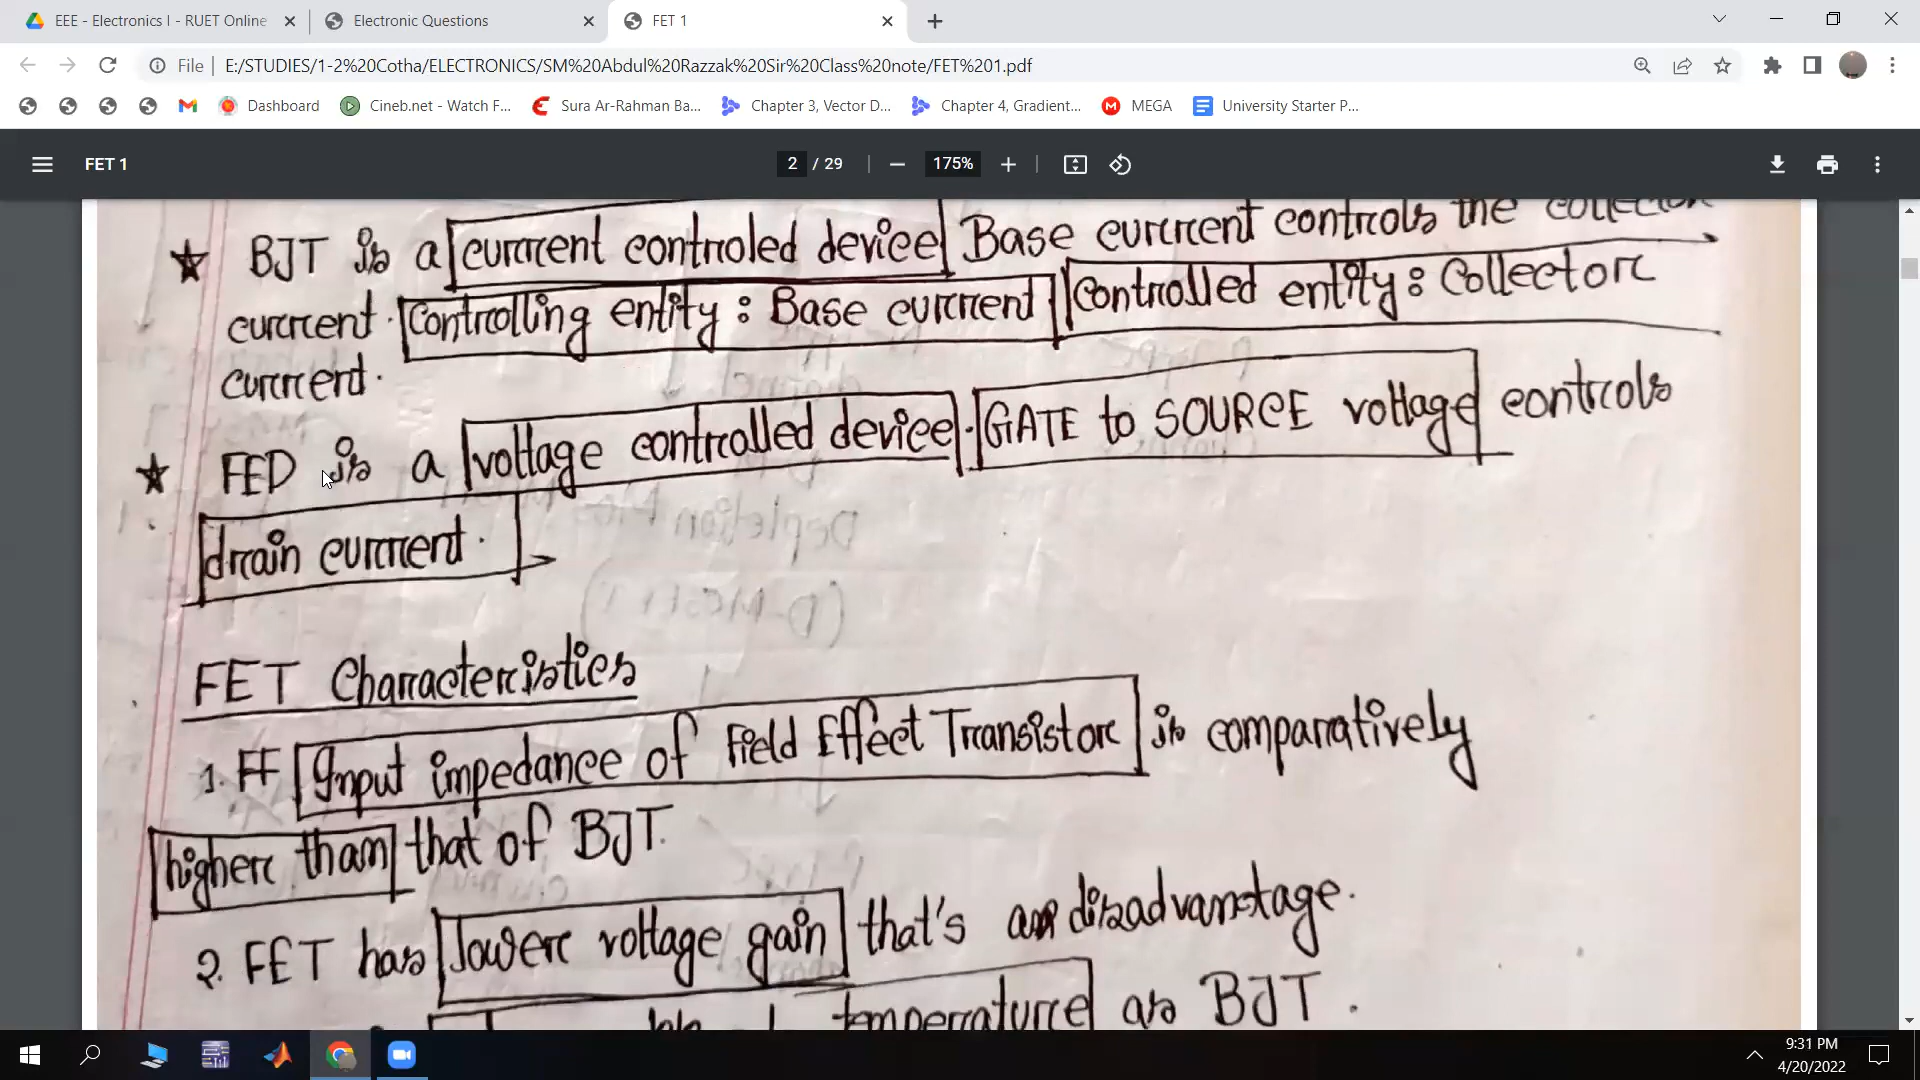 EEE - Electronics I - RUET Online
Electronic Questions
FET 1
File
E:/STUDIES/1-2%20Cotha/ELECTRONICS/SM%20Abdul%20Razzak%20Sir%20Class%20note/FET%201.pdf
Dashboard
Cineb.net - Watch F...
Sura Ar-Rahman Ba...
Chapter 3, Vector D...
Chapter 4, Gradient...
MEGA
University Starter P...
FET 1
2 / 29
175%
BJT is a current controled device Base current controls the collector
current. Controlling entity: Base current Controlled entity: Collector
current.
FED is a voltage controlled device. GATE to SOURCE voltage controls
drain current.
FET Characteristics
1. FF Input impedance of Field Effect Transistor is comparatively
higher than that of BJT.
2. FET has lower voltage gain that's a disadvantage.
temperature as BJT.
9:31 PM
4/20/2022